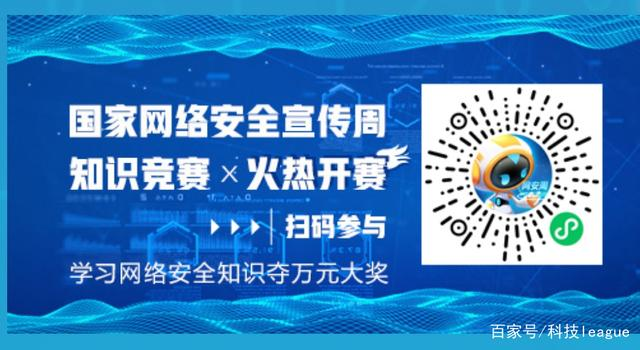 国家网络安全宣传周
知识竞赛×火热开赛
扫码参与
学习网络安全知识夺万元大奖
网安周
百家号/科技league